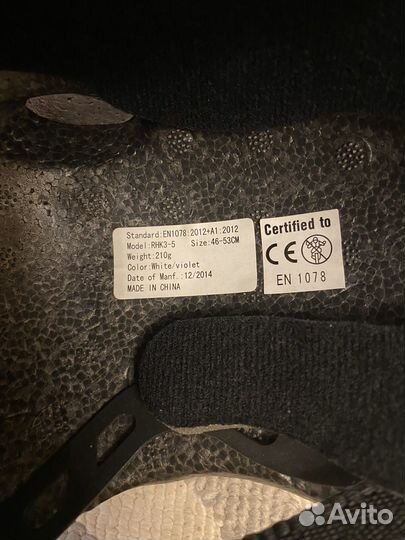 Standard:EN1078:2012+A1:2012
Model:RHK3-5 Size:46-53CM
Weight:210g
Color:White/violet
Date of Manf.:12/2014
MADE IN CHINA
Certified to
CE
EN 1078
Avito